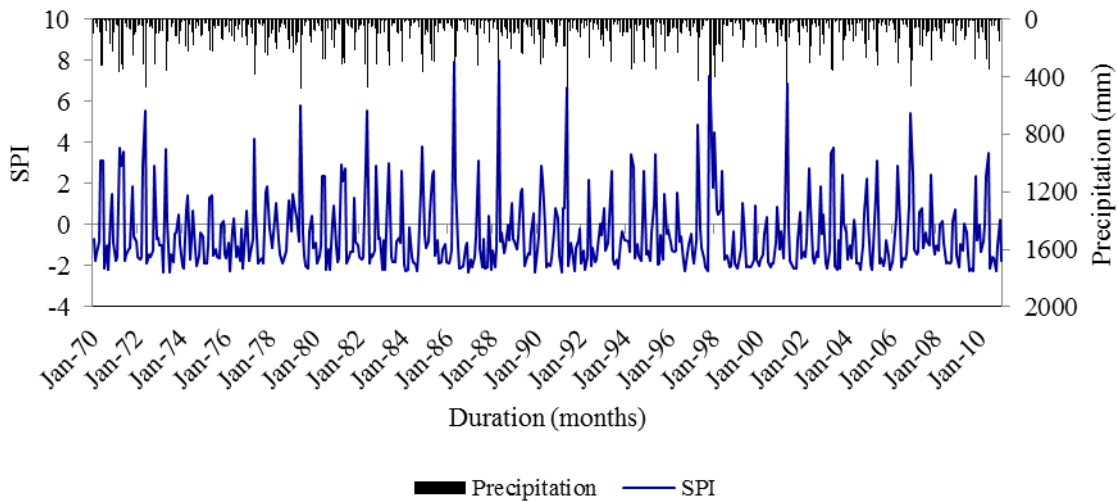 10
8
6
4
2
0
-2
-4
SPI
0
400
800
1200
1600
2000
Precipitation (mm)
Jan-70
Jan-72
Jan-74
Jan-76
Jan-78
Jan-80
Jan-82
Jan-84
Jan-86
Jan-88
Jan-90
Jan-92
Jan-94
Jan-96
Jan-98
Jan-00
Jan-02
Jan-04
Jan-06
Jan-08
Jan-10
Duration (months)
Precipitation
SPI